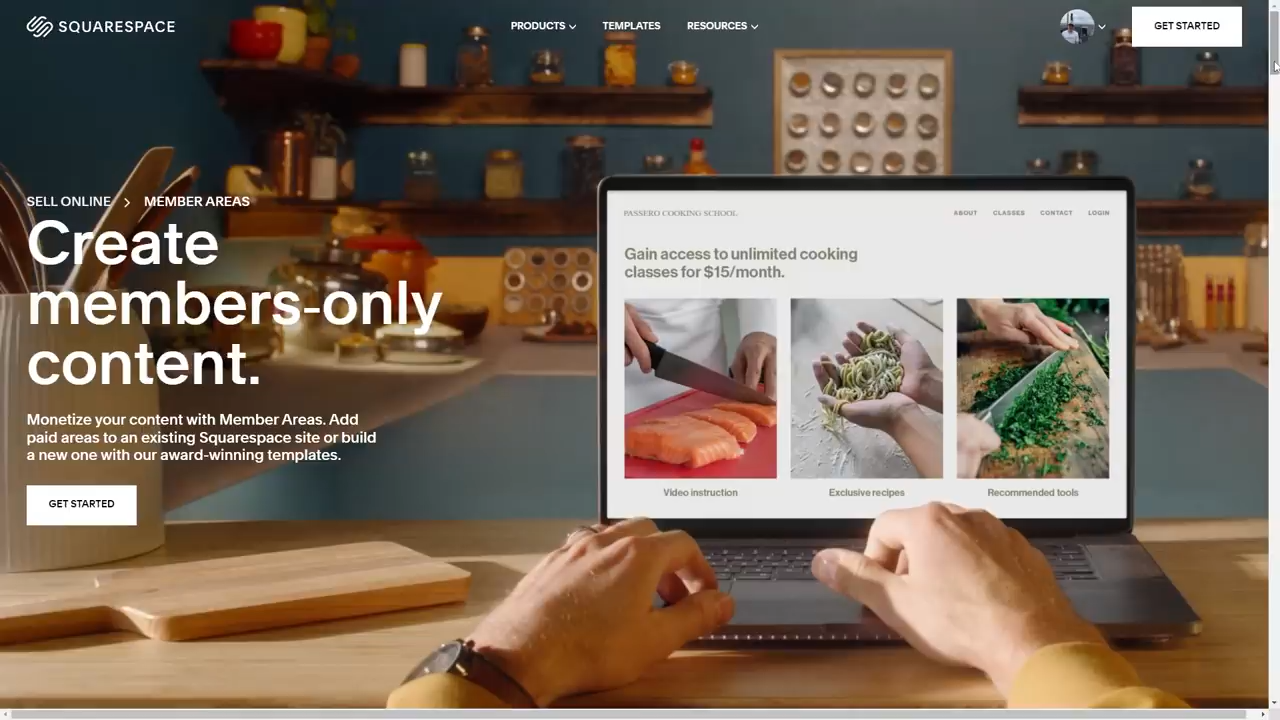 SQUARESPACE
PRODUCTS
TEMPLATES
RESOURCES
GET STARTED
SELL ONLINE > MEMBER AREAS
Create
members-only
content.
Monetize your content with Member Areas. Add
paid areas to an existing Squarespace site or build
a new one with our award-winning templates.
GET STARTED
PASSERO COOKING SCHOOL
ABOUT
CLASSES
CONTACT
LOGIN
Gain access to unlimited cooking
classes for $15/month.
Video instruction
Exclusive recipes
Recommended tools